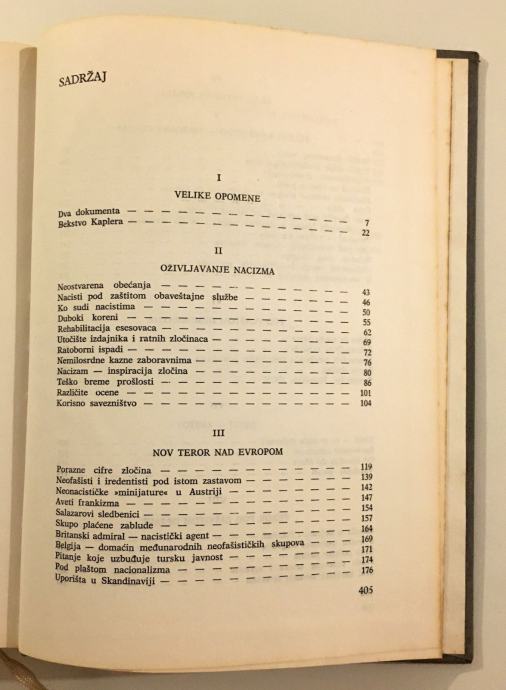 SADRŽAJ
I
VELIKE OPOMENE
Dva dokumenta — — — — — — — — — — — — — 7
Bekstvo Kaplera — — — — — — — — — — — — — 22
II
OŽIVLJAVANJE NACIZMA
Neostvarena obećanja — — — — — — — — — — — 43
Nacisti pod zaštitom obaveštajne službe — — — — — — — 46
Ko sudi nacistima — — — — — — — — — — — — 50
Duboki koreni — — — — — — — — — — — — — 55
Rehabilitacija esesovaca — — — — — — — — — — — 62
Utočište izdajnika i ratnih zločinaca — — — — — — — — 69
Ratoborni ispadi — — — — — — — — — — — — 72
Nemilosrdne kazne zaboravnima — — — — — — — — — 76
Nacizam — inspiracija zločina — — — — — — — — — 80
Teško breme prošlosti — — — — — — — — — — — 86
Različite ocene — — — — — — — — — — — — 101
Korisno savezništvo — — — — — — — — — — — 104
III
NOV TEROR NAD EVROPOM
Porazne cifre zločina — — — — — — — — — — — 119
Neofašisti i iredentisti pod istom zastavom — — — — — — 139
Neonacističke »minijature« u Austriji — — — — — — — 142
Aveti frankizma — — — — — — — — — — — — 147
Salazarovi sledbenici — — — — — — — — — — — 154
Skupo plaćene zablude — — — — — — — — — — 157
Britanski admiral — nacistički agent — — — — — — — — 164
Belgija — domaćin međunarodnih neofašističkih skupova — — — 169
Pitanje koje uzbuđuje tursku javnost — — — — — — — — 171
Pod plaštom nacionalizma — — — — — — — — — — 174
Uporišta u Skandinaviji — — — — — — — — — — — 176
405